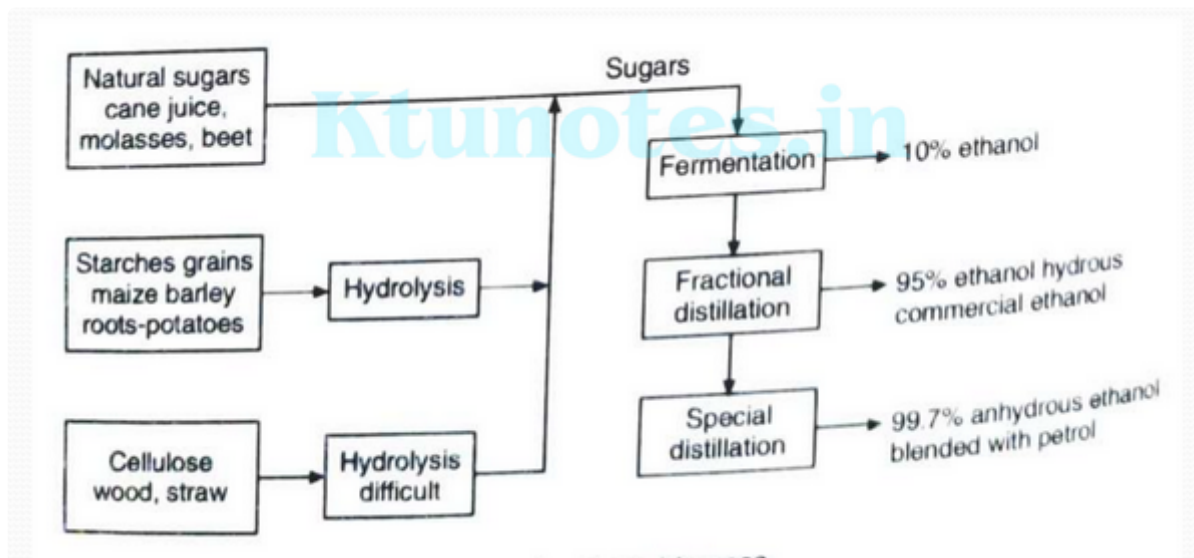 Natural sugars
cane juice,
molasses, beet
Sugars
Ktunotes.in
Fermentation
10% ethanol
Starches grains
maize barley
roots-potatoes
Hydrolysis
Fractional
distillation
95% ethanol hydrous
commercial ethanol
Cellulose
wood, straw
Hydrolysis
difficult
Special
distillation
99.7% anhydrous ethanol
blended with petrol